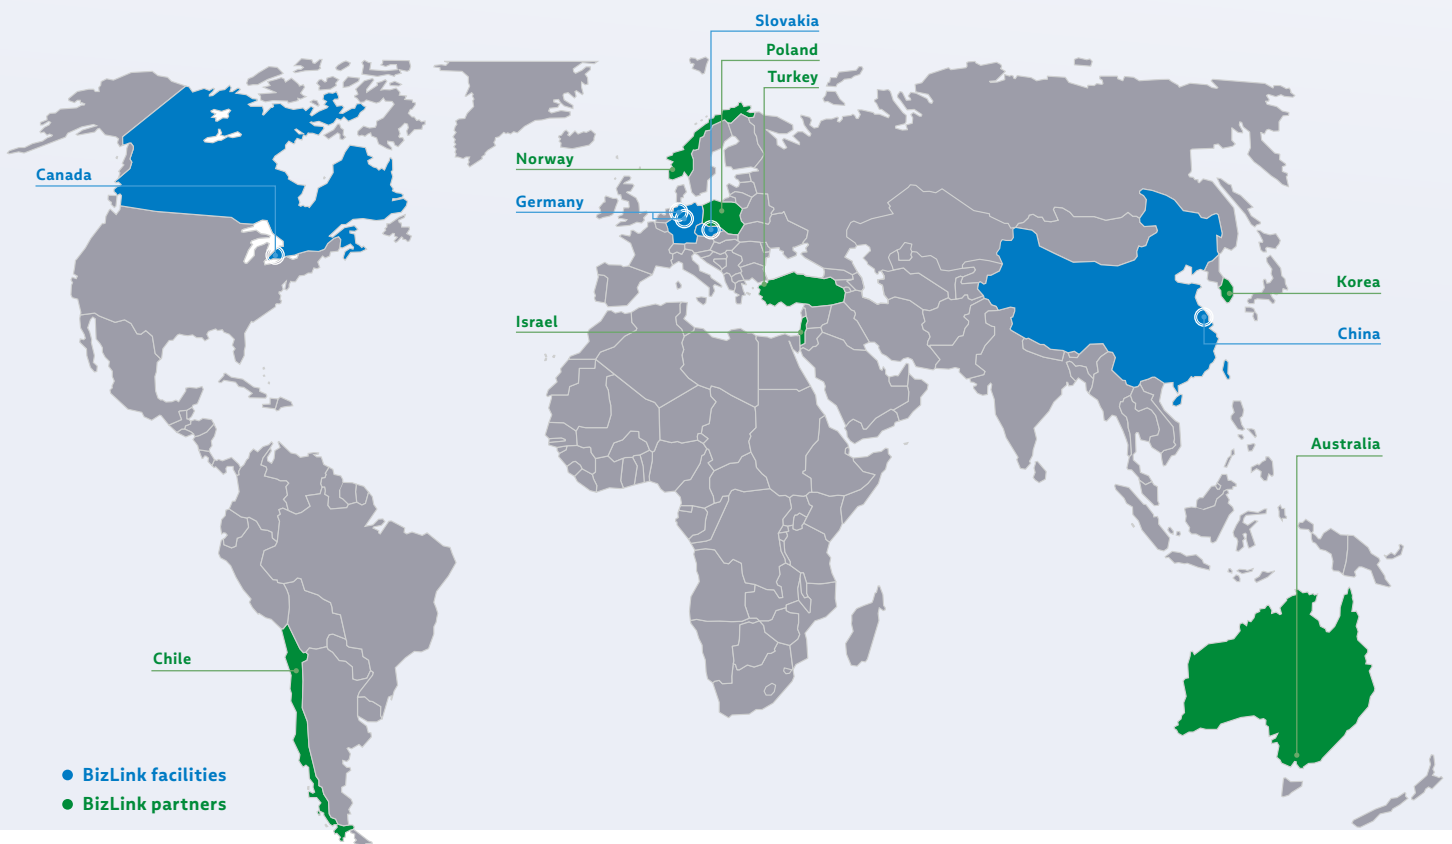 Slovakia
Poland
Turkey
Norway
Canada
Germany
Korea
Israel
China
Australia
Chile
BizLink facilities
BizLink partners